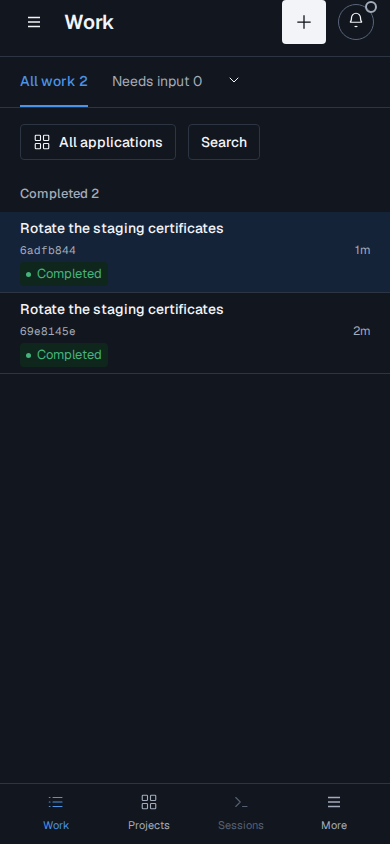 Work
All work 2 Needs input 0
All applications Search
Completed 2
Rotate the staging certificates
6adfb844 1m
Completed
Rotate the staging certificates
69e8145e 2m
Completed
Work Projects Sessions More